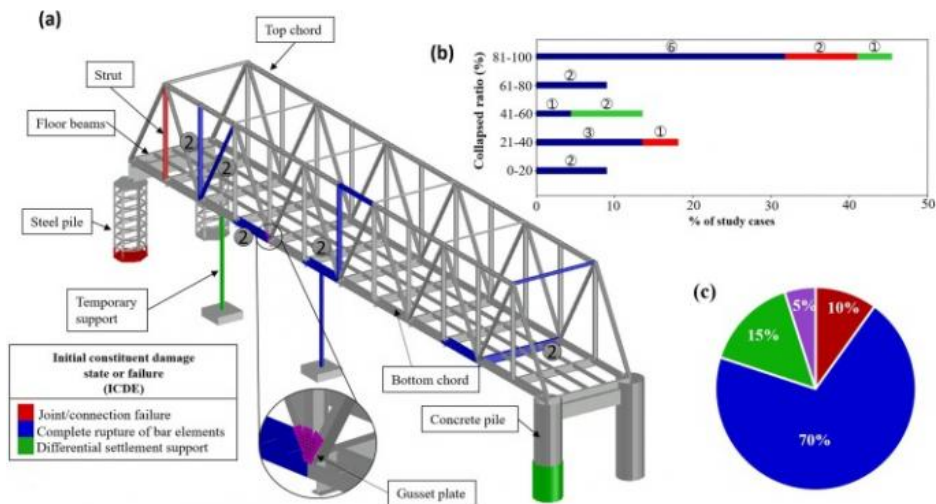 (a)
Top chord
Strut
Floor beams
2
2
Steel pile
2
2
Temporary
support
2
Bottom chord
Concrete pile
Gusset plate
Initial constituent damage
state or failure
(ICDE)
Joint/connection failure
Complete rupture of bar elements
Differential settlement support
(b)
Collapsed ratio (%)
81-100
⑥
②
①
61-80
②
41-60
①
②
21-40
③
①
0-20
②
0 10 20 30 40 50
% of study cases
(c)
5%
10%
15%
70%